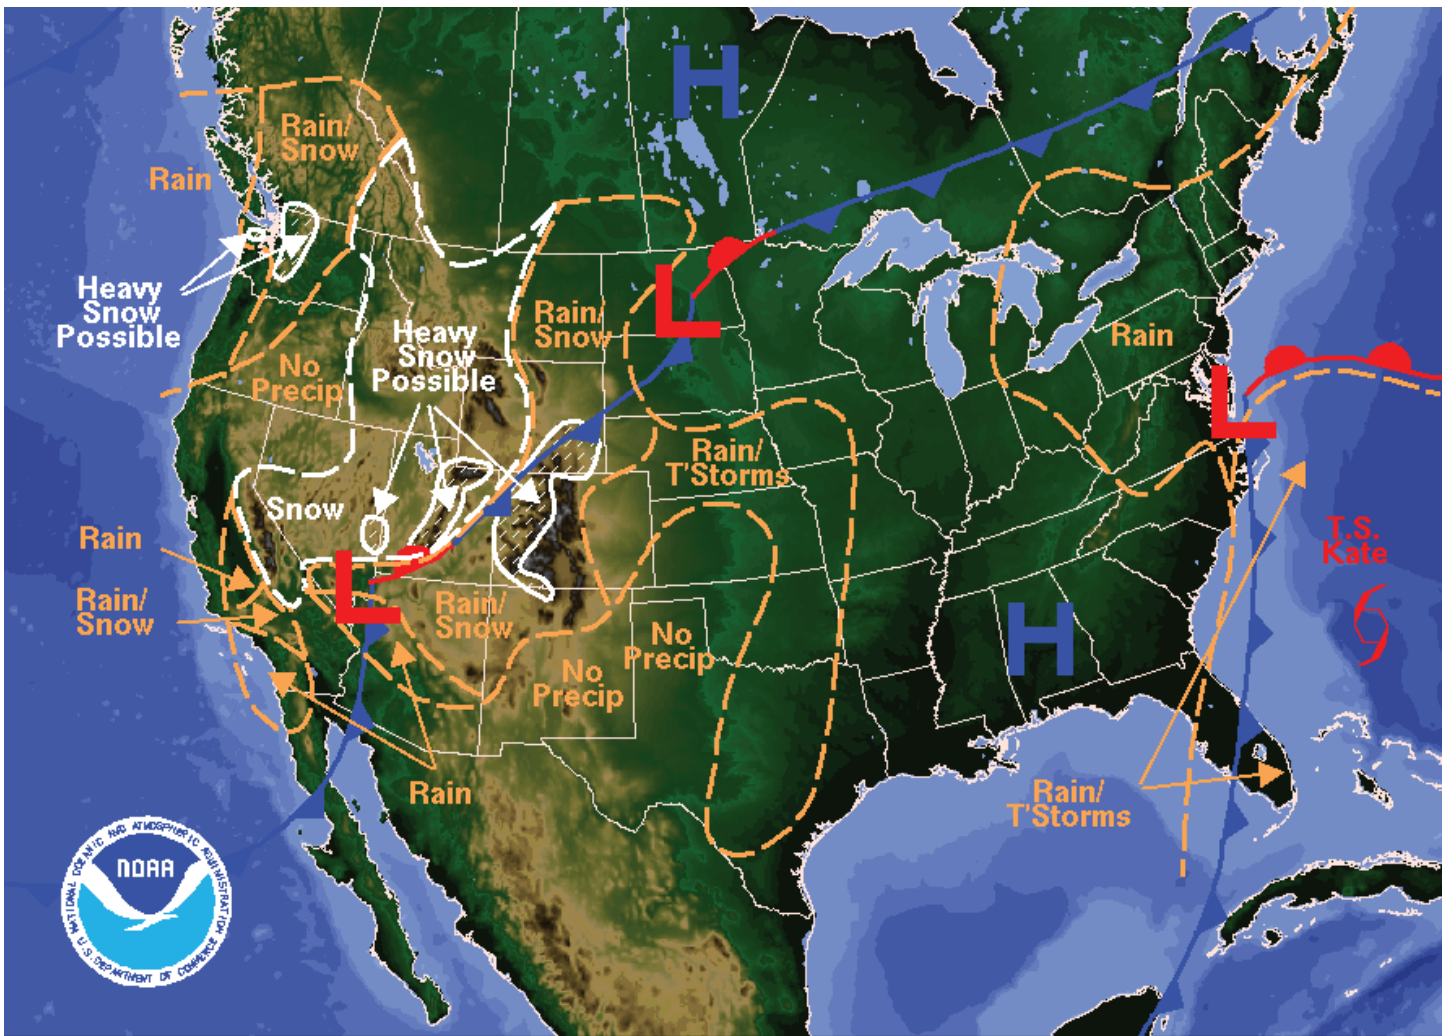 H
Rain/
Snow
Rain
Heavy
Snow
Possible
Heavy
Snow
Possible
Rain/
Snow
L
Rain
L
No
Precip
Rain/
T'Storms
Snow
T.S.
Kate
Rain
Rain/
Snow
L
Rain/
Snow
No
Precip
H
No
Precip
Rain
Rain/
T'Storms
NATIONAL OCEANIC AND ATMOSPHERIC ADMINISTRATION
NOAA
U.S. DEPARTMENT OF COMMERCE